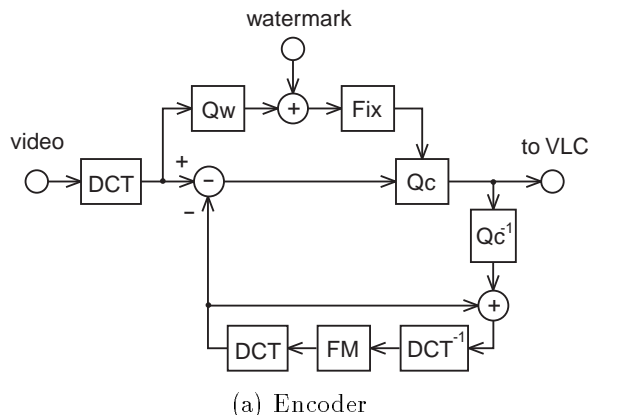 watermark
Qw
+
Fix
video
to VLC
DCT
+
-
Qc
-
Qc-1
+
DCT
FM
DCT-1
(a) Encoder